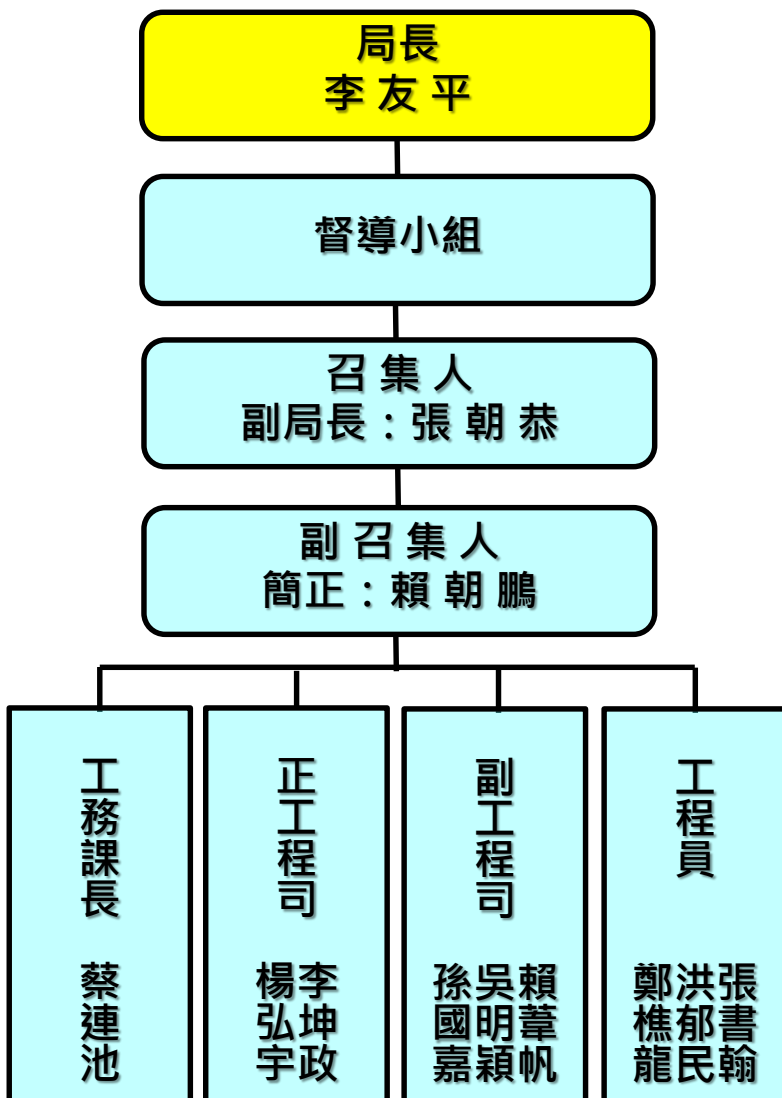 局長
李友平
督導小組
召集人
副局長：張朝恭
副召集人
簡正：賴朝鵬
工務課長
蔡連池
正工程司
李坤政
楊弘宇
副工程司
賴葦帆
吳明穎
孫國嘉
工程員
張書翰
洪郁民
鄭樵龍